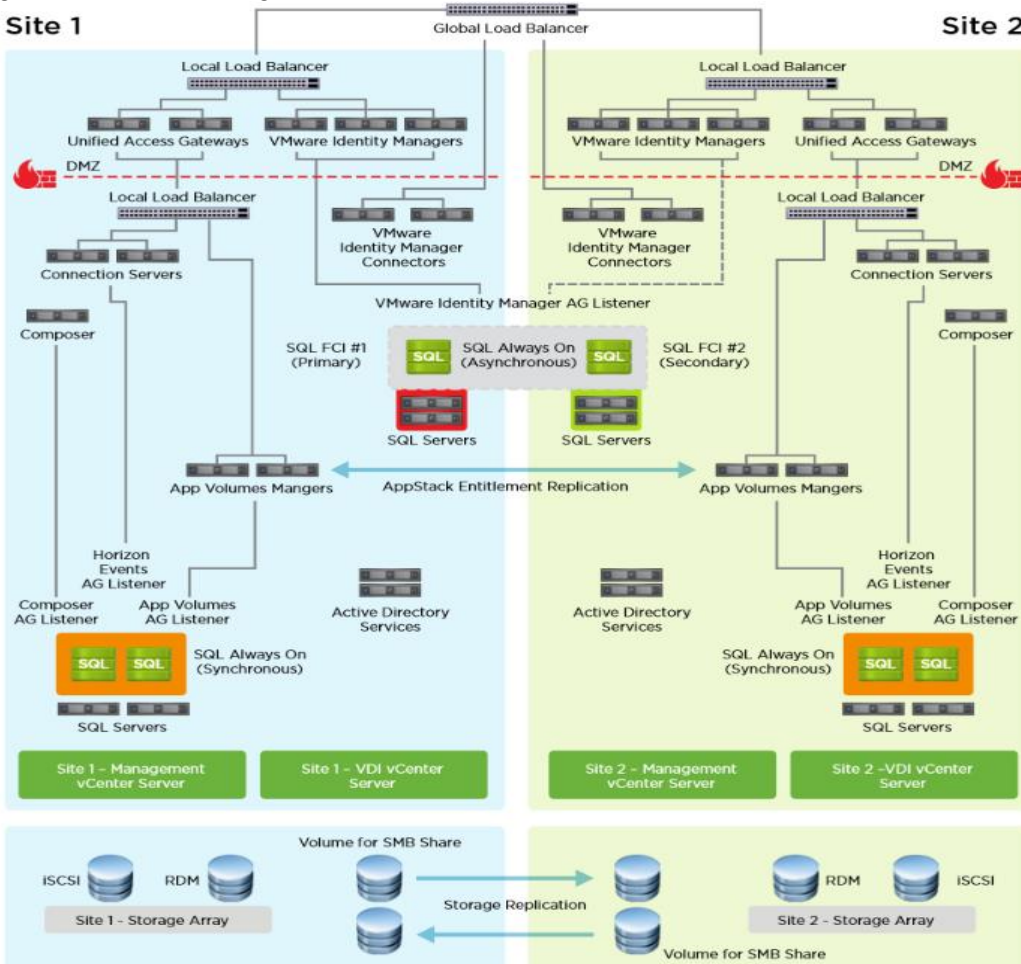 Site 1
Global Load Balancer
Site 2
Local Load Balancer
Local Load Balancer
Unified Access Gateways
VMware Identity Managers
VMware Identity Managers
Unified Access Gateways
DMZ
DMZ
Local Load Balancer
Local Load Balancer
VMware
Identity Manager
Connectors
VMware
Identity Manager
Connectors
Connection Servers
Connection Servers
VMware Identity Manager AG Listener
Composer
Composer
SQL FCI #1
(Primary)
SQL
SQL Always On
(Asynchronous)
SQL
SQL FCI #2
(Secondary)
SQL Servers
SQL Servers
App Volumes Mangers
AppStack Entitlement Replication
App Volumes Mangers
Horizon
Events
AG Listener
Horizon
Events
AG Listener
Composer
AG Listener
App Volumes
AG Listener
Active Directory
Services
Active Directory
Services
App Volumes
AG Listener
Composer
AG Listener
SQL
SQL
SQL Always On
(Synchronous)
SQL Always On
(Synchronous)
SQL
SQL
SQL Servers
SQL Servers
Site 1 – Management
vCenter Server
Site 1 – VDI vCenter
Server
Site 2 – Management
vCenter Server
Site 2 –VDI vCenter
Server
Volume for SMB Share
iSCSI
RDM
RDM
iSCSI
Storage Replication
Site 1 - Storage Array
Site 2 - Storage Array
Volume for SMB Share